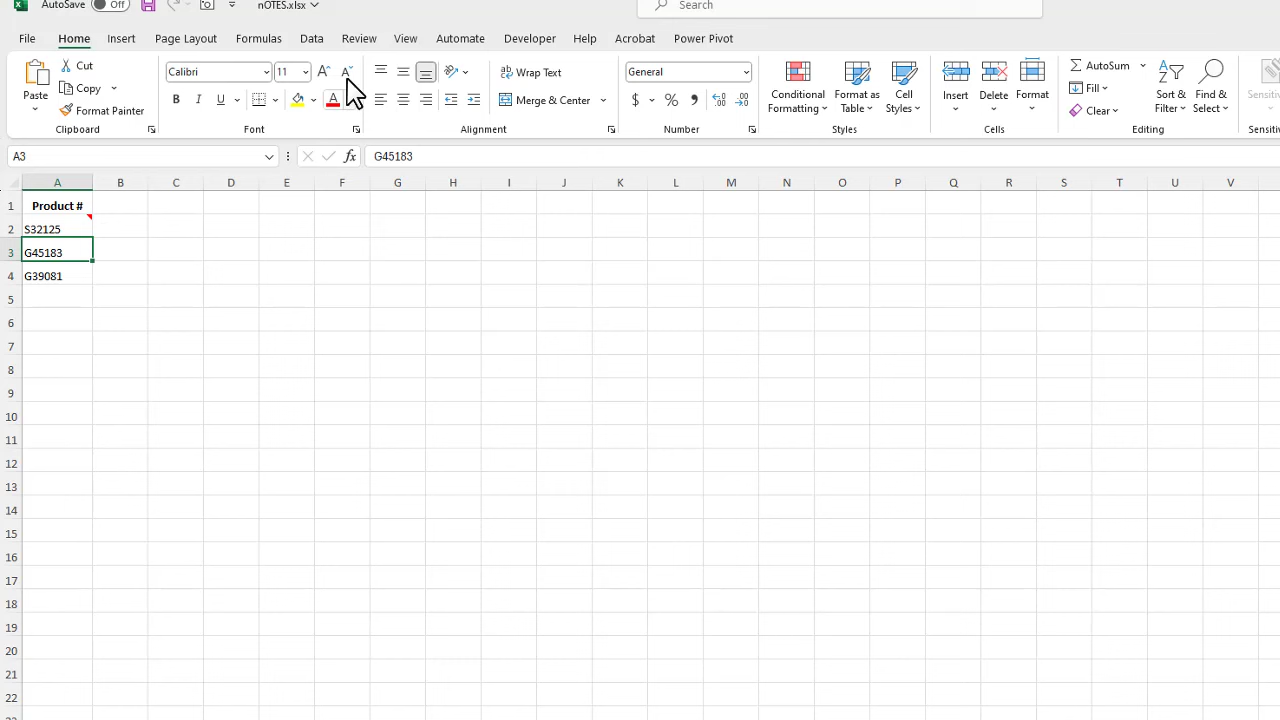 AutoSave Off nOTES.xlsx Search
File Home Insert Page Layout Formulas Data Review View Automate Developer Help Acrobat Power Pivot
Paste Cut Copy Format Painter
Clipboard
Calibri 11
B I U A
Font
Wrap Text
Merge & Center
Alignment
General
$ % , .00
Number
Conditional Formatting
Format as Table
Cell Styles
Styles
Insert Delete Format
Cells
AutoSum
Fill
Clear
Sort & Filter
Find & Select
Editing
Sensitiv
Sensitiv
A3 fx G45183
A B C D E F G H I J K L M N O P Q R S T U V
1 Product #
2 S32125
3 G45183
4 G39081
5
6
7
8
9
10
11
12
13
14
15
16
17
18
19
20
21
22